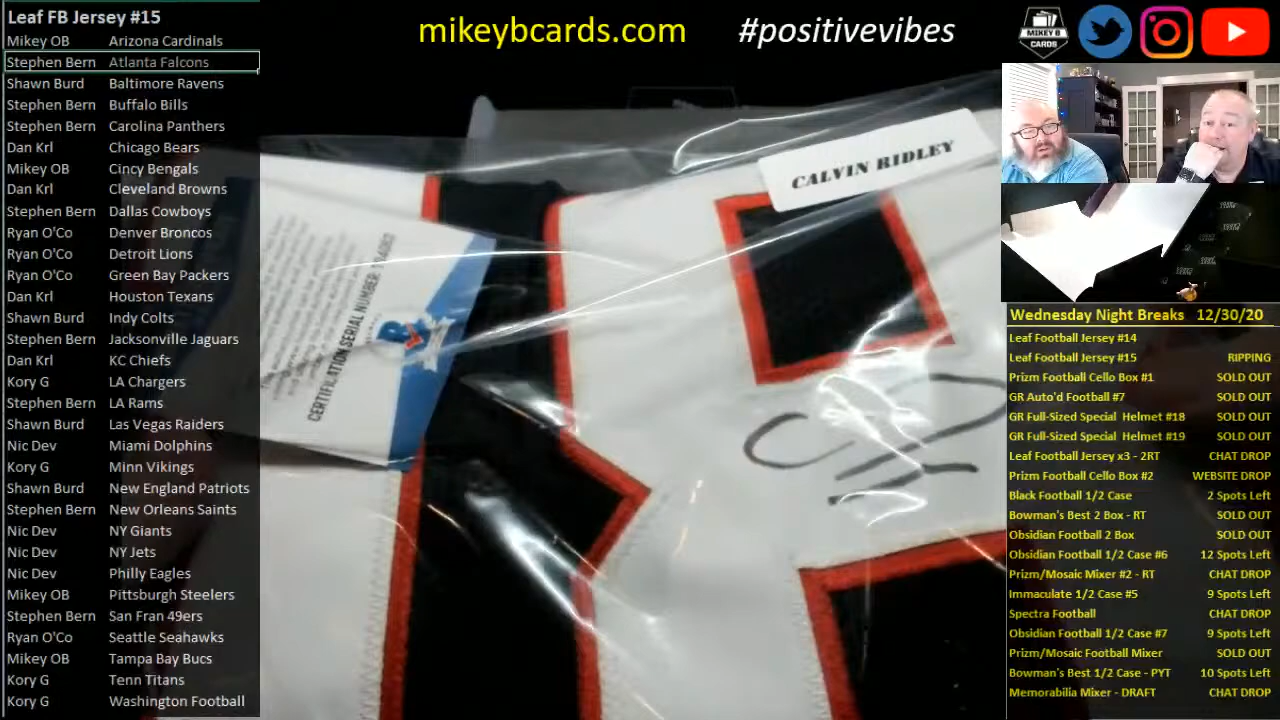 Leaf FB Jersey #15
Mikey OB Arizona Cardinals
Stephen Bern Atlanta Falcons
Shawn Burd Baltimore Ravens
Stephen Bern Buffalo Bills
Stephen Bern Carolina Panthers
Dan Krl Chicago Bears
Mikey OB Cincy Bengals
Dan Krl Cleveland Browns
Stephen Bern Dallas Cowboys
Ryan O'Co Denver Broncos
Ryan O'Co Detroit Lions
Ryan O'Co Green Bay Packers
Dan Krl Houston Texans
Shawn Burd Indy Colts
Stephen Bern Jacksonville Jaguars
Dan Krl KC Chiefs
Kory G LA Chargers
Stephen Bern LA Rams
Shawn Burd Las Vegas Raiders
Nic Dev Miami Dolphins
Kory G Minn Vikings
Shawn Burd New England Patriots
Stephen Bern New Orleans Saints
Nic Dev NY Giants
Nic Dev NY Jets
Nic Dev Philly Eagles
Mikey OB Pittsburgh Steelers
Stephen Bern San Fran 49ers
Ryan O'Co Seattle Seahawks
Mikey OB Tampa Bay Bucs
Kory G Tenn Titans
Kory G Washington Football
mikeybcards.com #positivevibes
MIKEY B
CARDS
CALVIN RIDLEY
CERTIFICATION SERIAL NUMBER:
Wednesday Night Breaks 12/30/20
Leaf Football Jersey #14
Leaf Football Jersey #15 RIPPING
Prizm Football Cello Box #1 SOLD OUT
GR Auto'd Football #7 SOLD OUT
GR Full-Sized Special Helmet #18 SOLD OUT
GR Full-Sized Special Helmet #19 SOLD OUT
Leaf Football Jersey x3 - 2RT CHAT DROP
Prizm Football Cello Box #2 WEBSITE DROP
Black Football 1/2 Case 2 Spots Left
Bowman's Best 2 Box - RT SOLD OUT
Obsidian Football 2 Box SOLD OUT
Obsidian Football 1/2 Case #6 12 Spots Left
Prizm/Mosaic Mixer #2 - RT CHAT DROP
Immaculate 1/2 Case #5 9 Spots Left
Spectra Football CHAT DROP
Obsidian Football 1/2 Case #7 9 Spots Left
Prizm/Mosaic Football Mixer SOLD OUT
Bowman's Best 1/2 Case - PYT 10 Spots Left
Memorabilia Mixer - DRAFT CHAT DROP